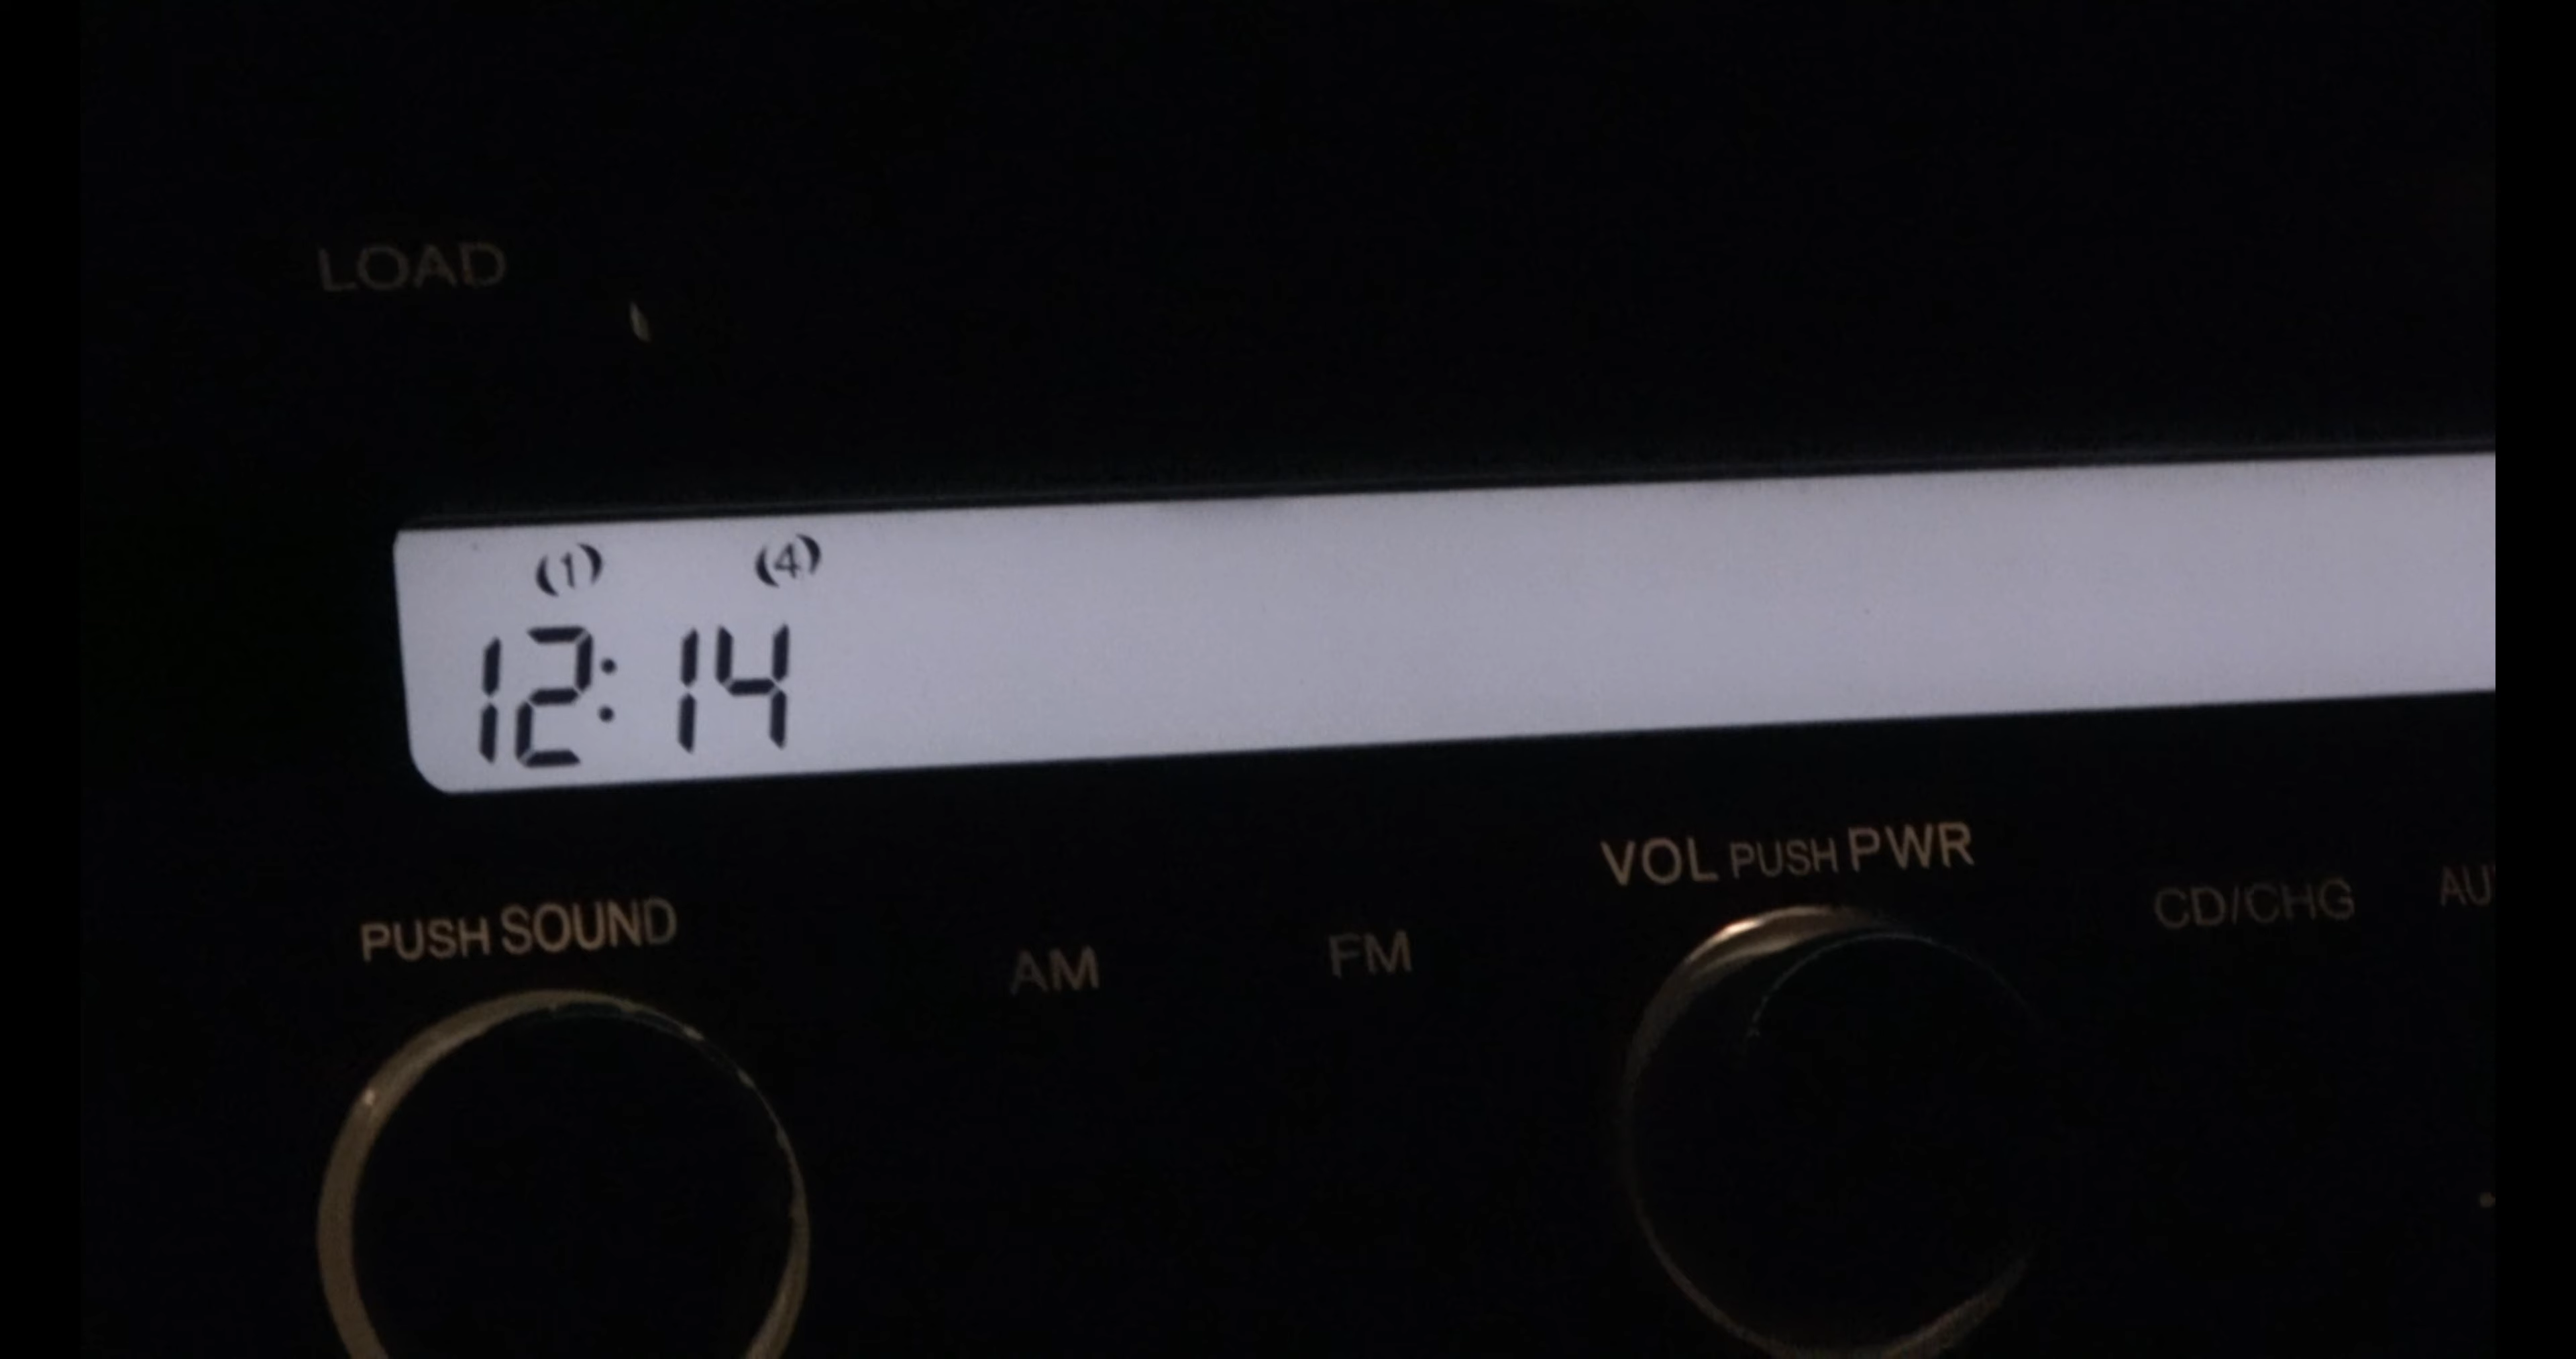 LOAD
(1) (4)
12:14
VOL PUSH PWR
CD/CHG
PUSH SOUND
AM
FM